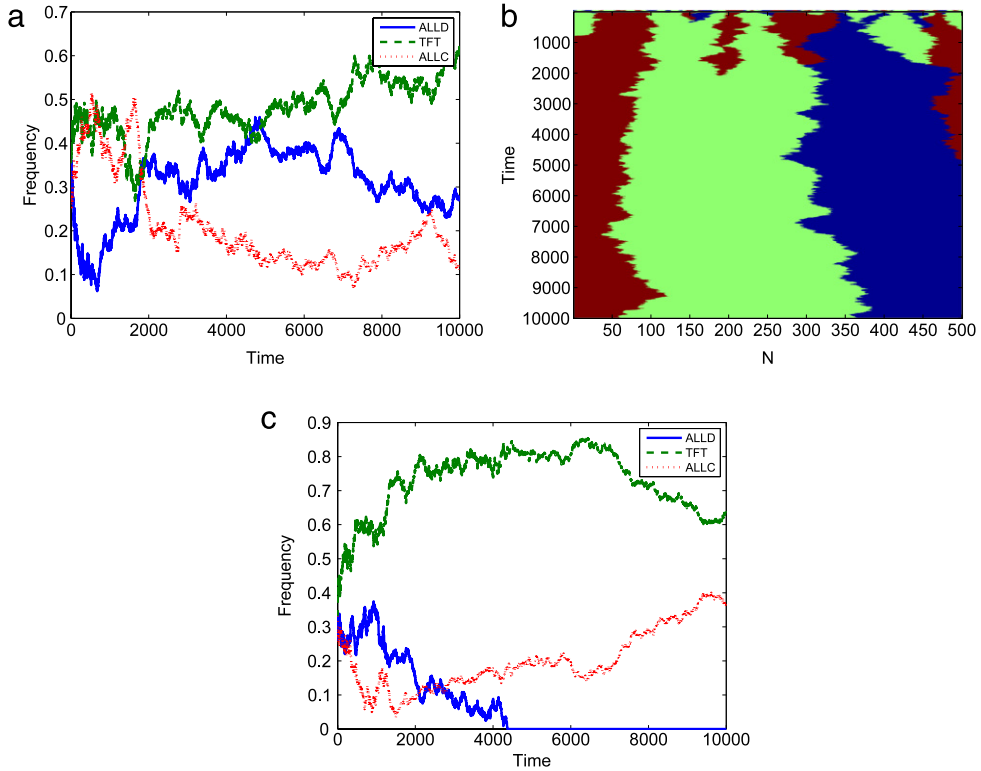 a
0.7
0.6
0.5
0.4
0.3
0.2
0.1
0
Frequency
ALLD
TFT
ALLC
0 2000 4000 6000 8000 10000
Time
b
1000
2000
3000
4000
5000
6000
7000
8000
9000
10000
Time
50 100 150 200 250 300 350 400 450 500
N
c
0.9
0.8
0.7
0.6
0.5
0.4
0.3
0.2
0.1
0
Frequency
ALLD
TFT
ALLC
0 2000 4000 6000 8000 10000
Time